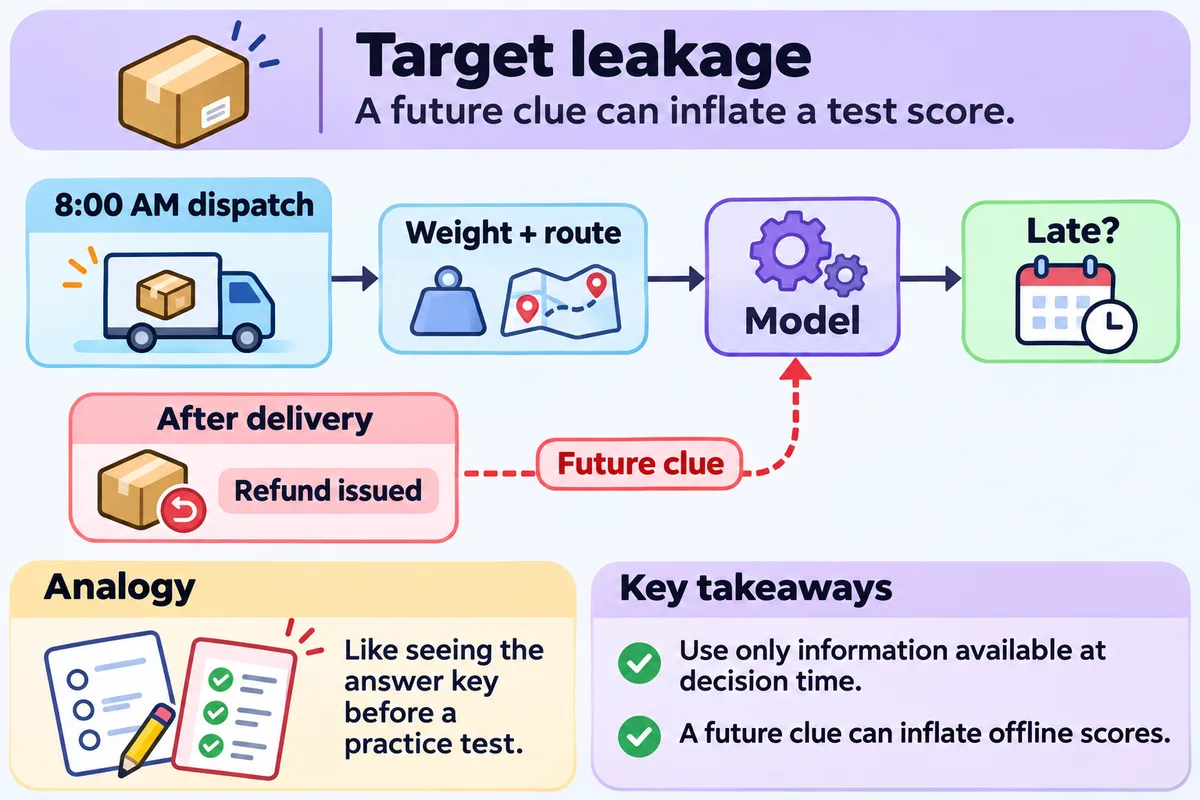 Target leakage
A future clue can inflate a test score.
8:00 AM dispatch
Weight + route
Model
Late?
After delivery
Refund issued
Future clue
Analogy
Like seeing the
answer key
before a
practice test.
Key takeaways
Use only information available at
decision time.
A future clue can inflate offline scores.